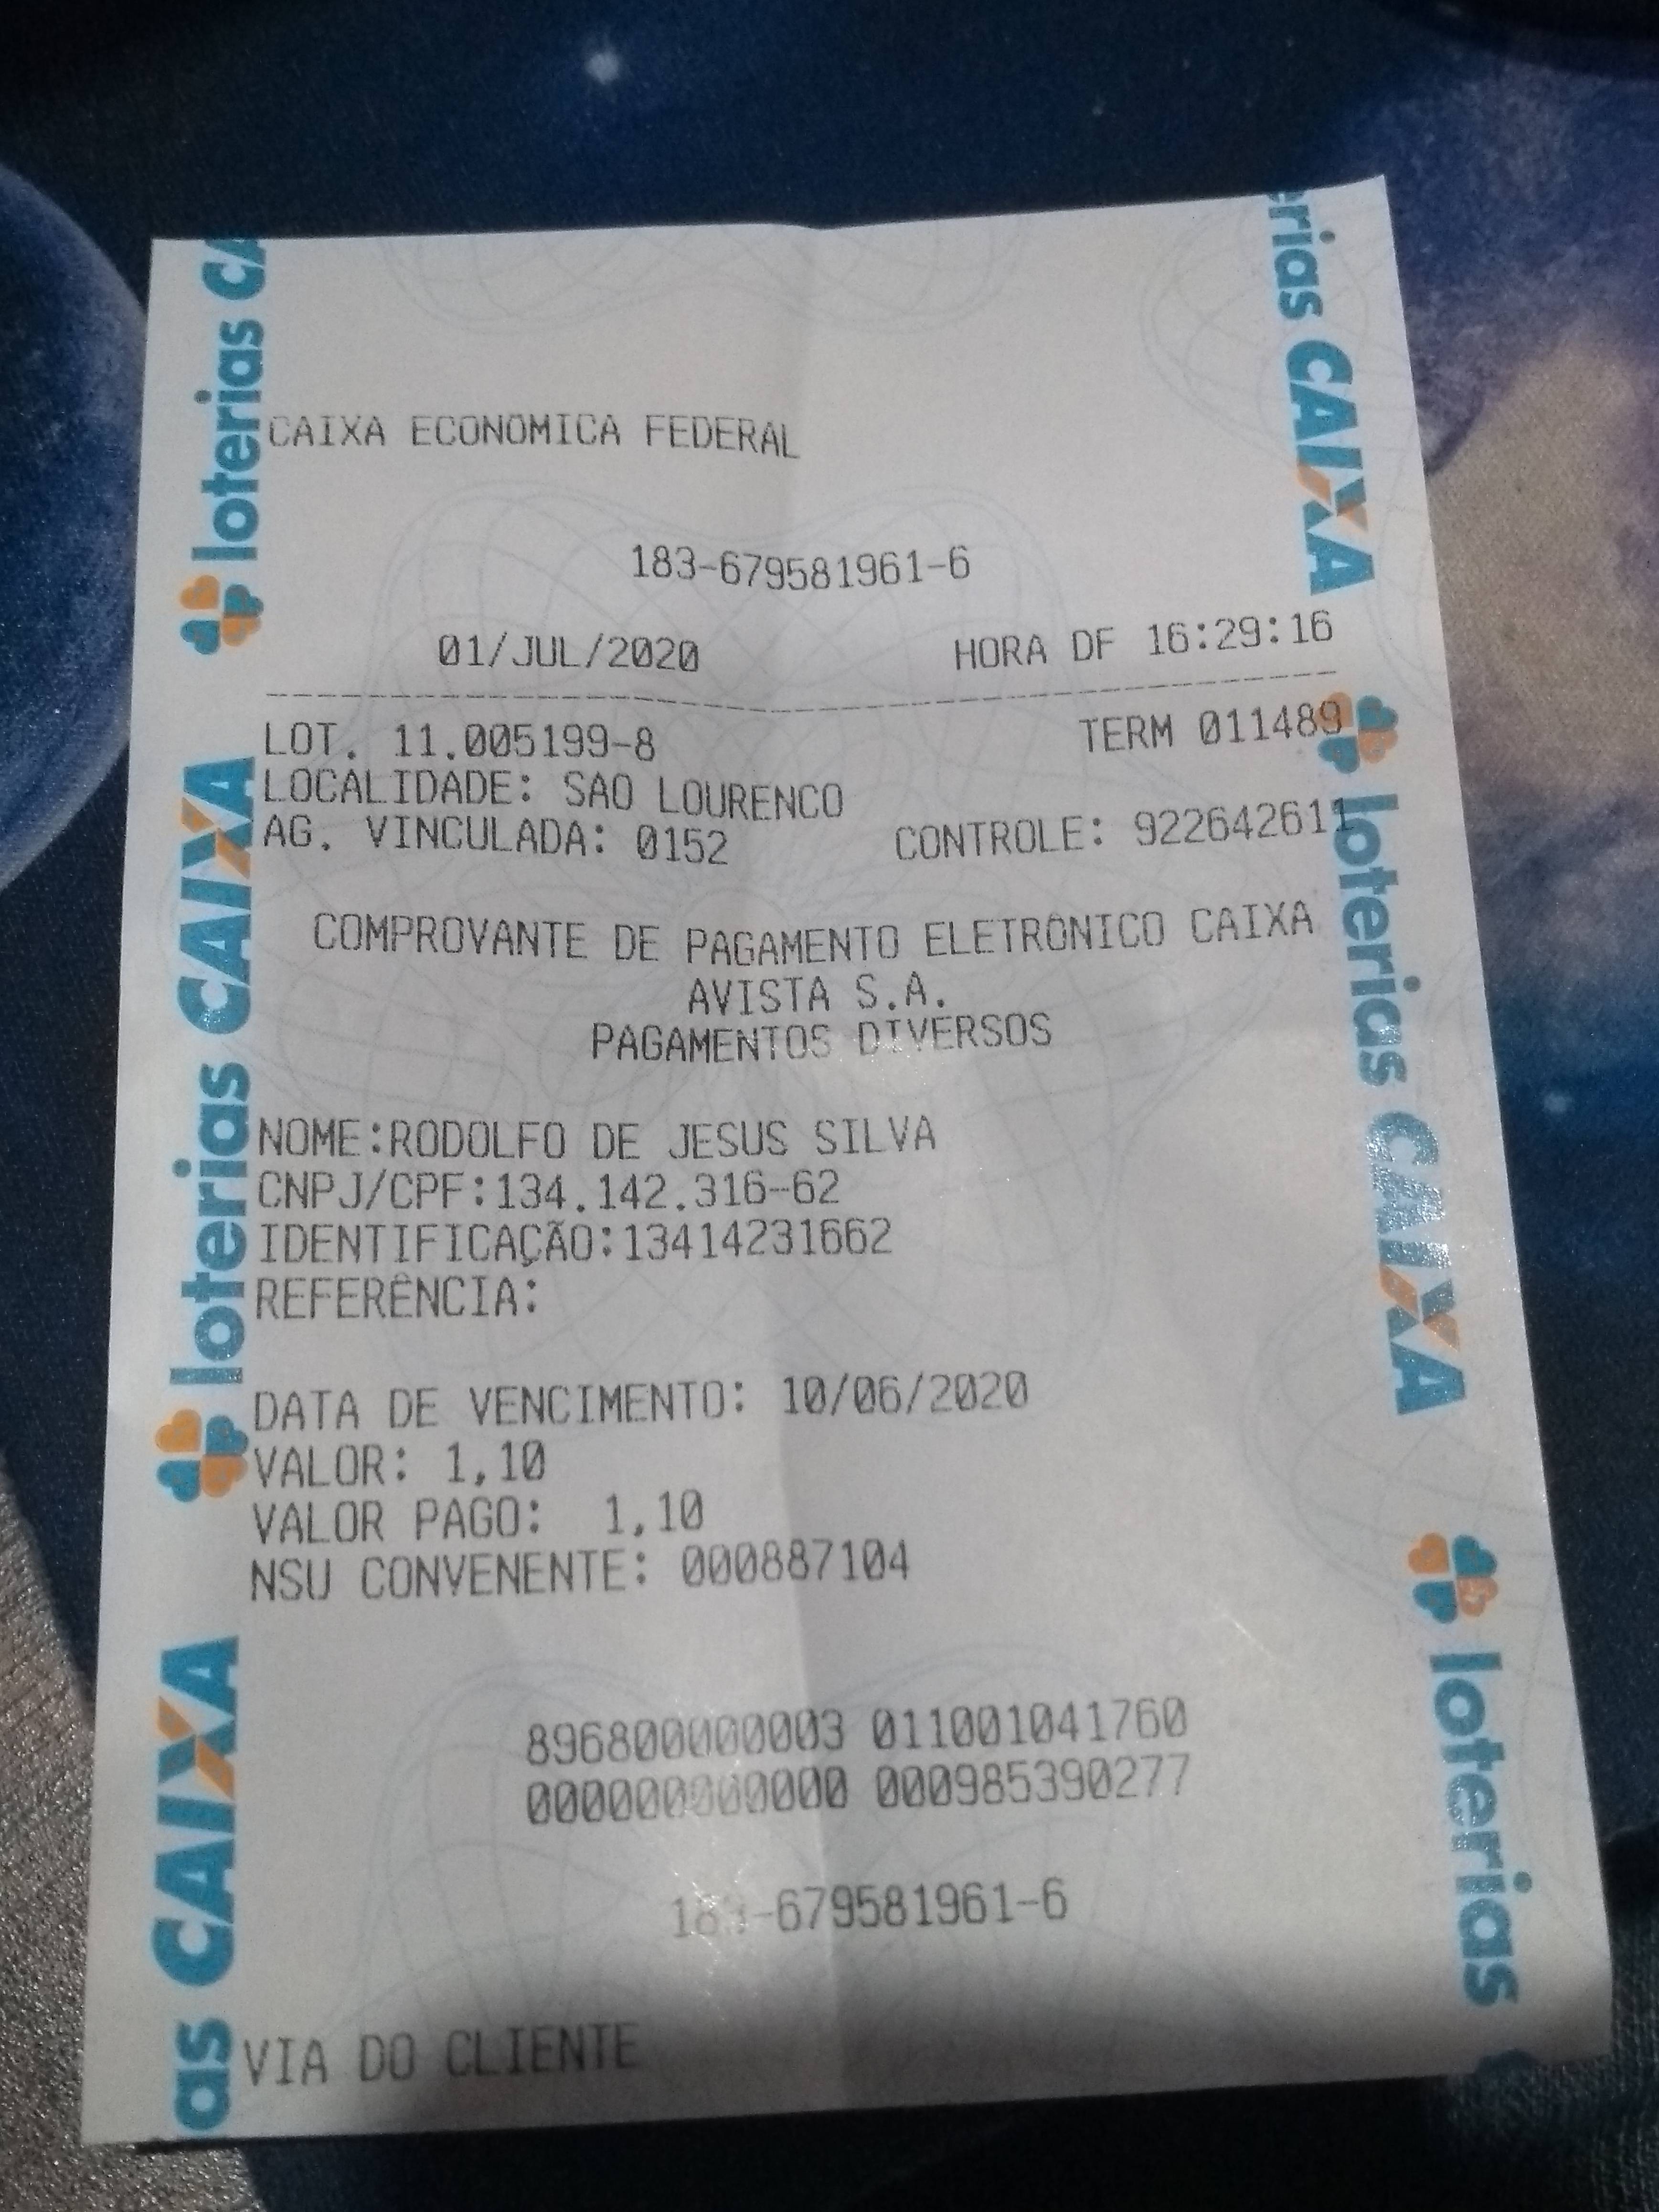 CAIXA ECONOMICA FEDERAL
183-679581961-6
01/JUL/2020 HORA DF 16:29:16
LOT. 11.005199-8 TERM 011489
LOCALIDADE: SAO LOURENCO
AG. VINCULADA: 0152 CONTROLE: 922642611
COMPROVANTE DE PAGAMENTO ELETRÔNICO CAIXA
AVISTA S.A.
PAGAMENTOS DIVERSOS
NOME:RODOLFO DE JESUS SILVA
CNPJ/CPF:134.142.316-62
IDENTIFICAÇÃO:13414231662
REFERÊNCIA:
DATA DE VENCIMENTO: 10/06/2020
VALOR: 1,10
VALOR PAGO: 1,10
NSU CONVENENTE: 000887104
896800000003 011001041760
000000000000 000985390277
183-679581961-6
VIA DO CLIENTE
loterias CAIXA
loterias CAIXA
as CAIXA
erias CAIXA
loterias CAIXA
loterias